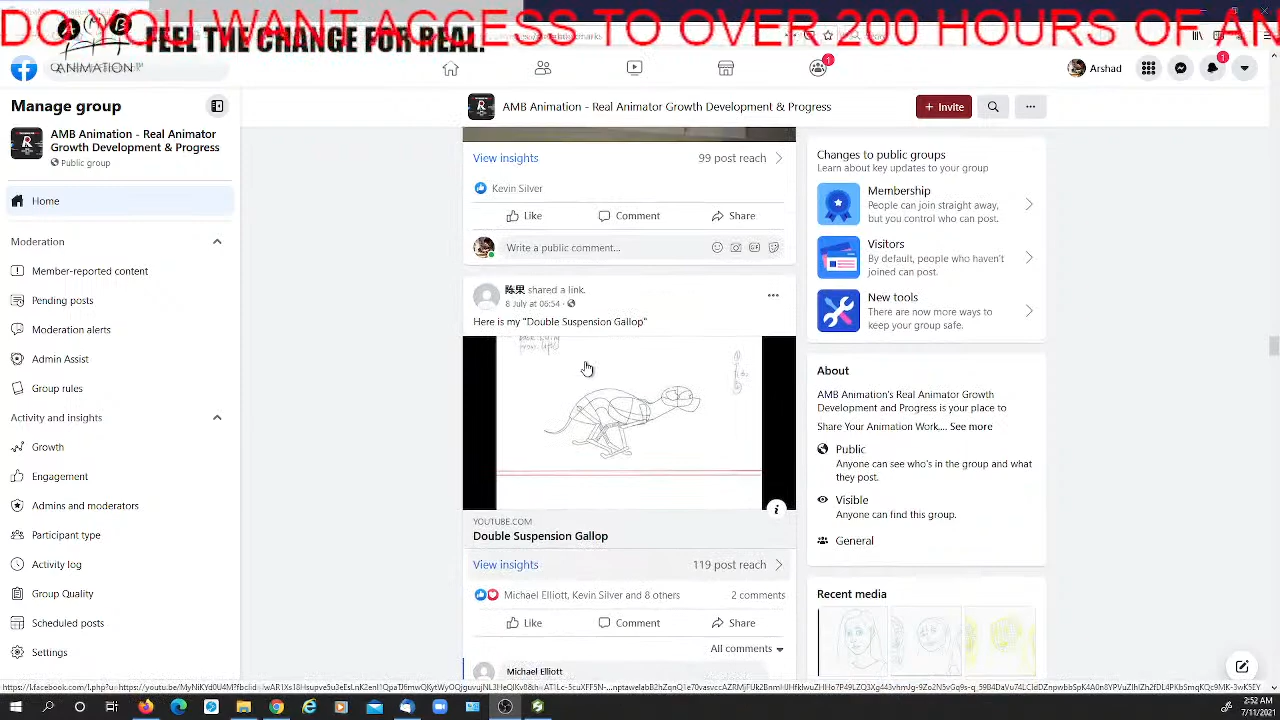 DO YOU WANT ACCESS TO OVER 200 HOURS OF AN
AMB
ANIMATION
FEEL THE CHANGE FOR REAL.
1
Arshad
1
Manage group
AMB Animation - Real Animator
Growth Development & Progress
Public group
Home
Moderation
Member-reported content
Pending posts
Moderation alerts
Admin Assist
Group rules
Activity and insights
Growth
Engagement
Admins and moderators
Participant type
Activity log
Group Quality
Scheduled posts
Settings
AMB Animation - Real Animator Growth Development & Progress
+ Invite
View insights
99 post reach
Kevin Silver
Like
Comment
Share
Write a public comment...
陈果 shared a link.
8 July at 06:54
Here is my "Double Suspension Gallop"
YOUTUBE.COM
Double Suspension Gallop
View insights
119 post reach
Michael Elliott, Kevin Silver and 8 others
2 comments
Like
Comment
Share
All comments
Michael Elliott
Changes to public groups
Learn about key updates to your group
Membership
People can join straight away,
but you control who can post.
Visitors
By default, people who haven't
joined can post.
New tools
There are now more ways to
keep your group safe.
About
AMB Animation's Real Animator Growth
Development and Progress is your place to
Share Your Animation Work.... See more
Public
Anyone can see who's in the group and what
they post.
Visible
Anyone can find this group.
General
Recent media
2:52 AM
7/11/2021